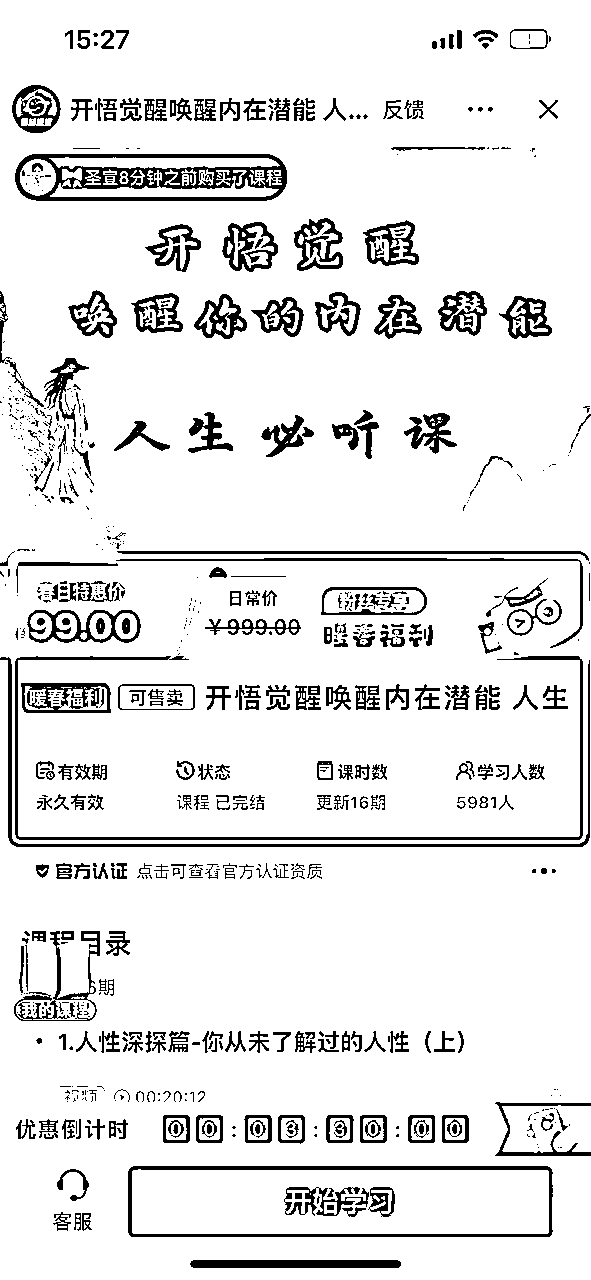 15:27
开悟觉醒唤醒内在潜能 人... 反馈
圣宣8分钟之前购买了课程
开悟觉醒
唤醒你的内在潜能
人生必听课
春日特惠价
¥99.00
日常价
¥999.00
粉丝专享
暖春福利
暖春福利 可售卖 开悟觉醒唤醒内在潜能 人生
有效期 状态 课时数 学习人数
永久有效 课程 已完结 更新16期 5981人
官方认证 点击可查看官方认证资质
课程目录
6期
我的课程
1.人性深探篇-你从未了解过的人性（上）
视频 00:20:12
优惠倒计时 00:03:30:00
客服
开始学习